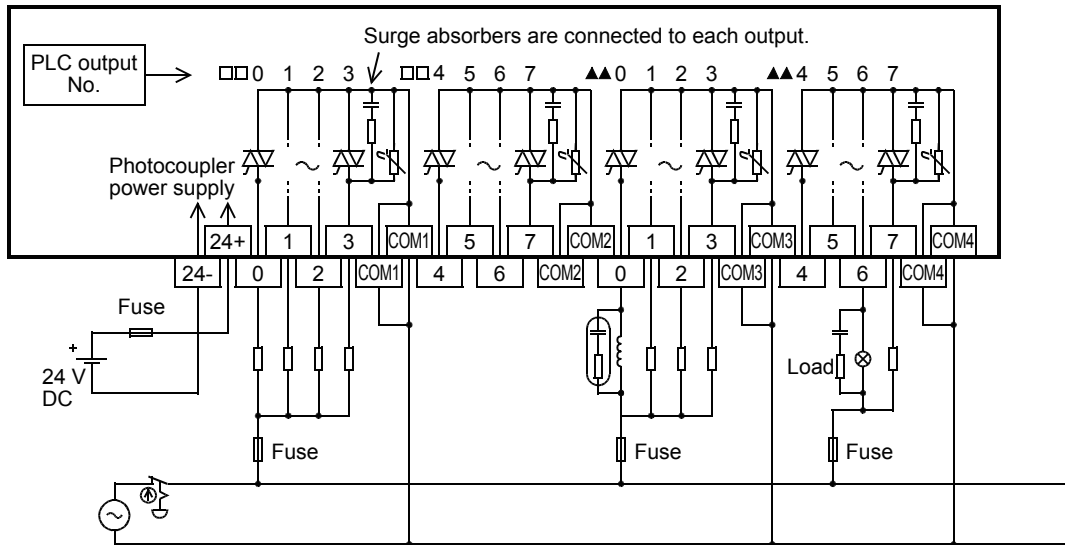 Surge absorbers are connected to each output.
PLC output
No.
□□0 1 2 3 □□4 5 6 7 ▲▲0 1 2 3 ▲▲4 5 6 7
Photocoupler
power supply
24+ 1 3 COM1 5 7 COM2 1 3 COM3 5 7 COM4
24- 0 2 COM1 4 6 COM2 0 2 COM3 4 6 COM4
Fuse
+
24 V
DC
Load
Fuse Fuse Fuse